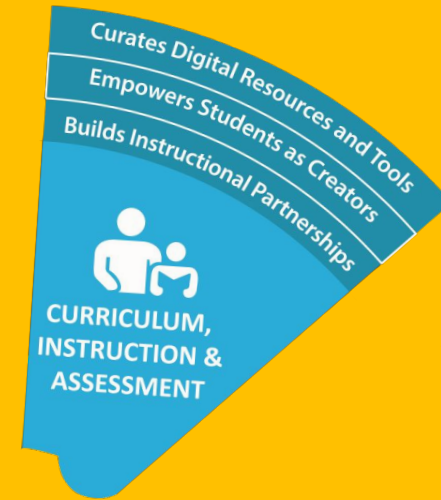 Curates Digital Resources and Tools
Empowers Students as Creators
Builds Instructional Partnerships
CURRICULUM,
INSTRUCTION &
ASSESSMENT